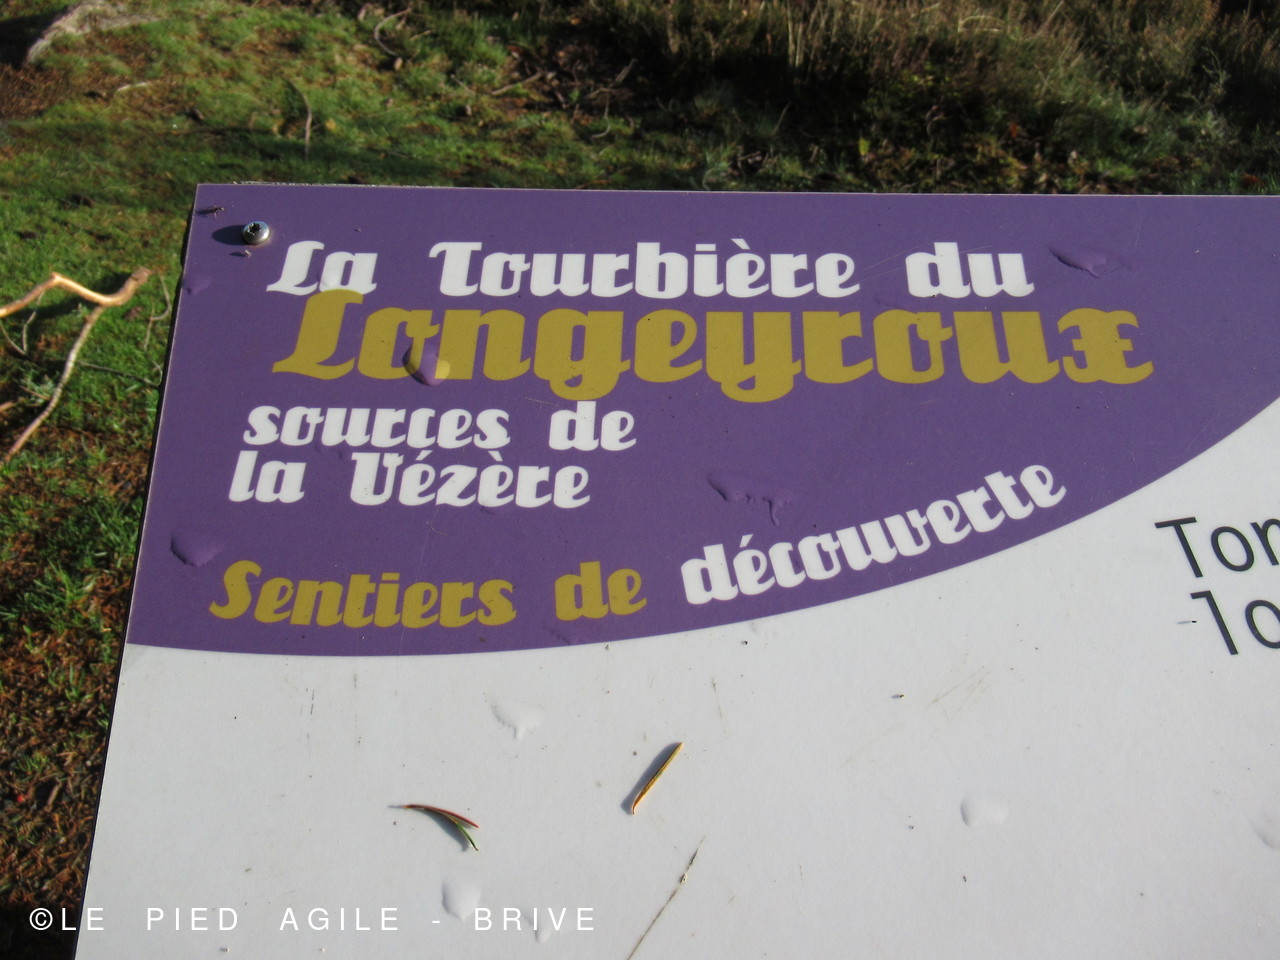 La Tourbière du
Longeyroux
sources de
la Vézère
Sentiers de découverte
©LE PIED AGILE - BRIVE